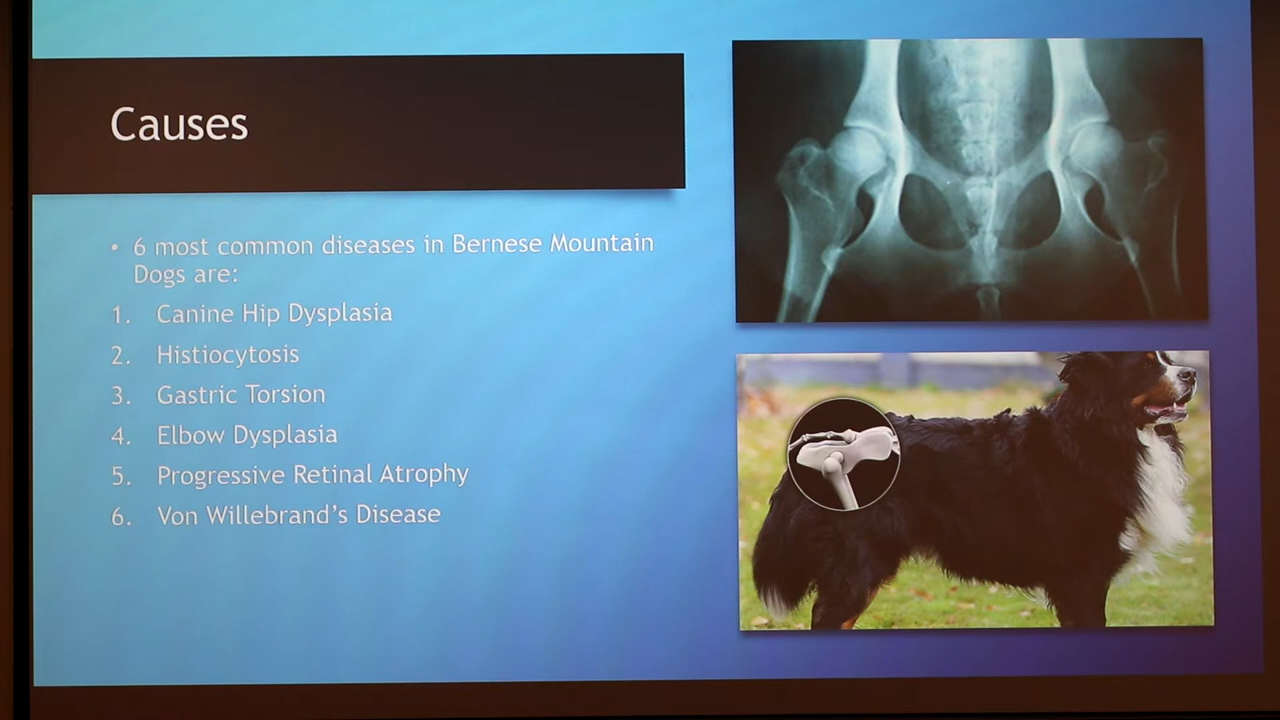 Causes
• 6 most common diseases in Bernese Mountain
Dogs are:
1. Canine Hip Dysplasia
2. Histiocytosis
3. Gastric Torsion
4. Elbow Dysplasia
5. Progressive Retinal Atrophy
6. Von Willebrand’s Disease